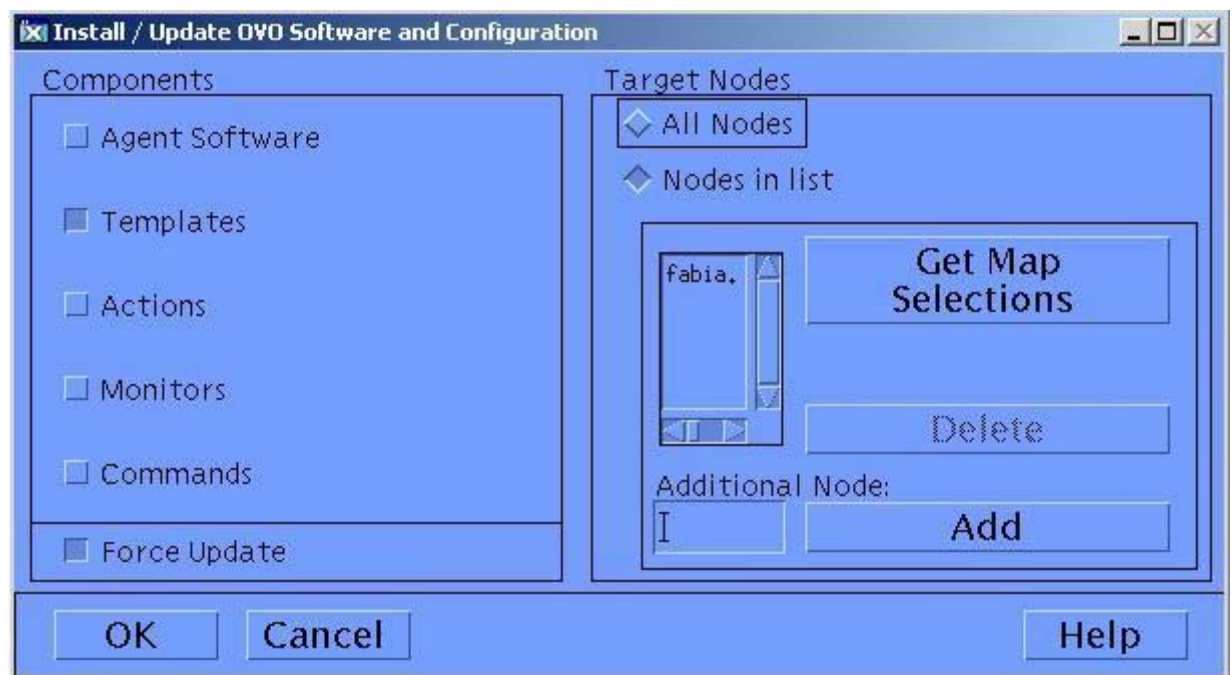 Install / Update OVO Software and Configuration
Components
Agent Software
Templates
Actions
Monitors
Commands
Force Update
Target Nodes
All Nodes
Nodes in list
fabia.
Get Map
Selections
Delete
Additional Node:
Add
OK
Cancel
Help